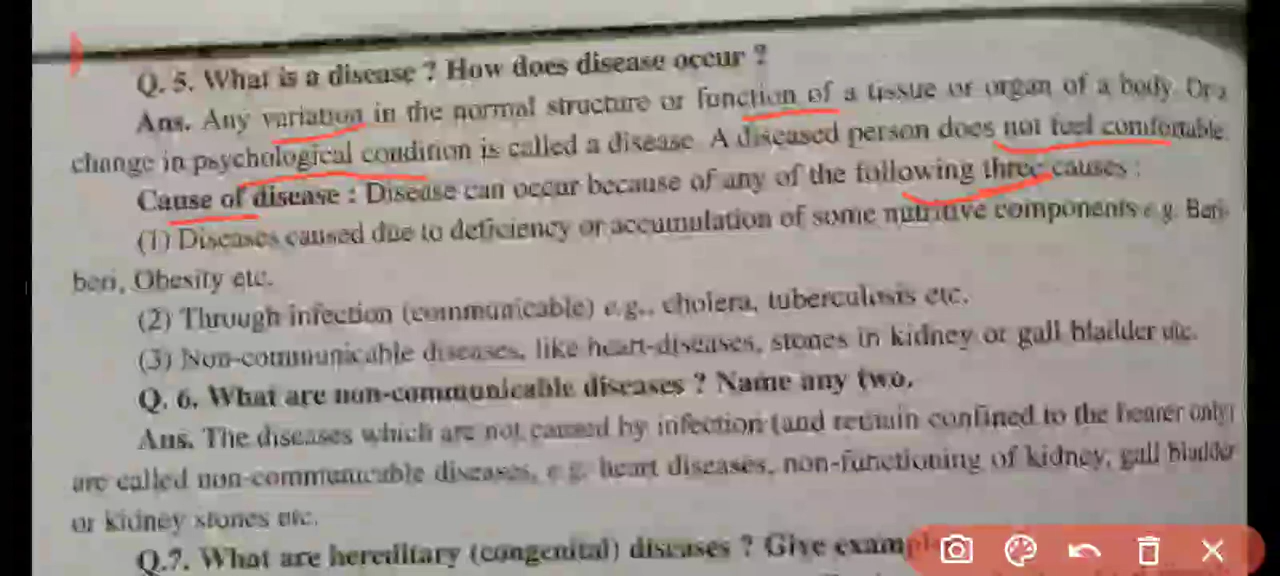 Q. 5. What is a disease ? How does disease occur ?
Ans. Any variation in the normal structure or function of a tissue or organ of a body. Or a
change in psychological condition is called a disease. A diseased person does not fuel comfortable.
Cause of disease : Disease can occur because of any of the following three causes :
(1) Diseases caused due to deficiency or accumulation of some nutritive components e.g. Beri-
beri, Obesity etc.
(2) Through infection (communicable) e.g., cholera, tuberculosis etc.
(3) Non-communicable diseases, like heart-diseases, stones in kidney or gall bladder etc.
Q. 6. What are non-communicable diseases ? Name any two.
Ans. The diseases which are not caused by infection (and remain confined to the bearer only)
are called non-communicable diseases, e.g. heart diseases, non-functioning of kidney, gall bladder
or kidney stones etc.
Q.7. What are hereditary (congenital) diseases ? Give exampl